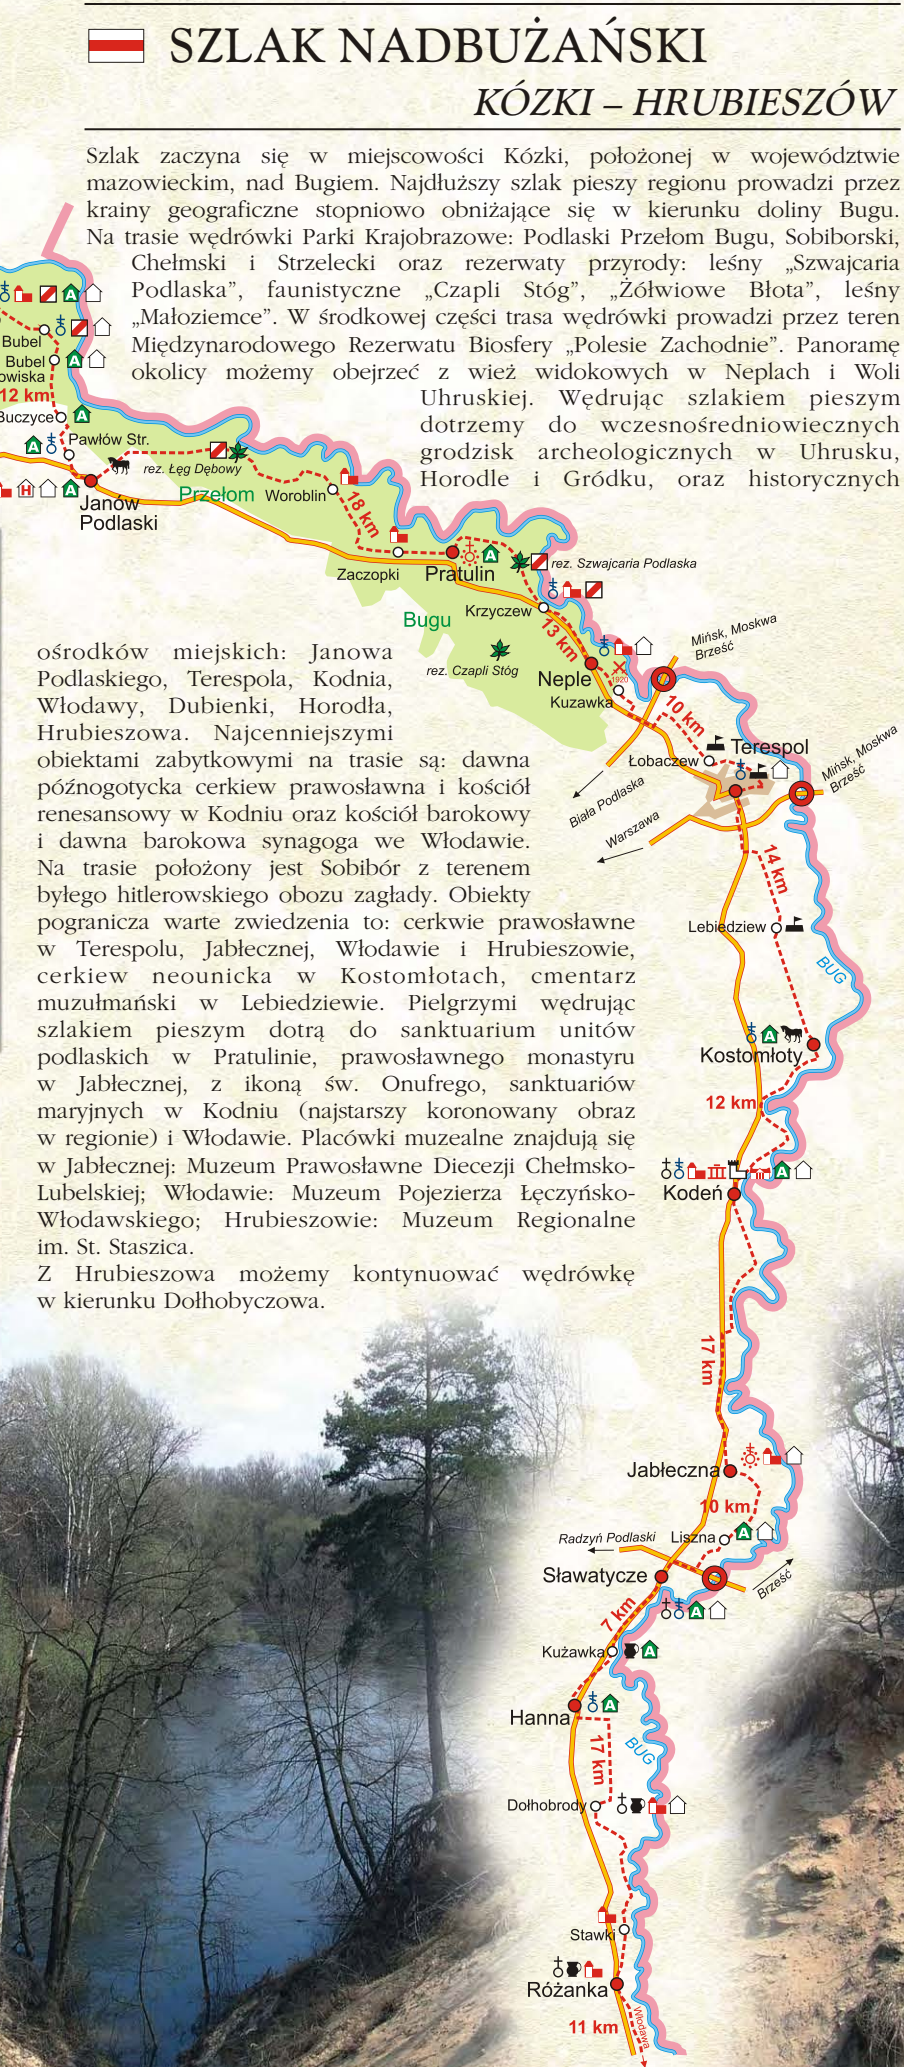 SZLAK NADBUŻAŃSKI
KÓZKI – HRUBIESZÓW
Szlak zaczyna się w miejscowości Kózki, położonej w województwie
mazowieckim, nad Bugiem. Najdłuższy szlak pieszy regionu prowadzi przez
krainy geograficzne stopniowo obniżające się w kierunku doliny Bugu.
Na trasie wędrówki Parki Krajobrazowe: Podlaski Przełom Bugu, Sobiborski,
Chełmski i Strzelecki oraz rezerwaty przyrody: leśny „Szwajcaria
Podlaska”, faunistyczne „Czapli Stóg”, „Żółwiowe Błota”, leśny
„Małoziemce”. W środkowej części trasa wędrówki prowadzi przez teren
Międzynarodowego Rezerwatu Biosfery „Polesie Zachodnie”. Panoramę
okolicy możemy obejrzeć z wież widokowych w Neplach i Woli
Uhruskiej. Wędrując szlakiem pieszym
dotrzemy do wczesnośredniowiecznych
grodzisk archeologicznych w Uhrusku,
Horodle i Gródku, oraz historycznych
ośrodków miejskich: Janowa
Podlaskiego, Terespola, Kodnia,
Włodawy, Dubienki, Horodła,
Hrubieszowa. Najcenniejszymi
obiektami zabytkowymi na trasie są: dawna
późnogotycka cerkiew prawosławna i kościół
renesansowy w Kodniu oraz kościół barokowy
i dawna barokowa synagoga we Włodawie.
Na trasie położony jest Sobibór z terenem
byłego hitlerowskiego obozu zagłady. Obiekty
pogranicza warte zwiedzenia to: cerkwie prawosławne
w Terespolu, Jabłecznej, Włodawie i Hrubieszowie,
cerkiew neounicka w Kostomłotach, cmentarz
muzułmański w Lebiedziewie. Pielgrzymi wędrując
szlakiem pieszym dotrą do sanktuarium unitów
podlaskich w Pratulinie, prawosławnego monastyru
w Jabłecznej, z ikoną św. Onufrego, sanktuariów
maryjnych w Kodniu (najstarszy koronowany obraz
w regionie) i Włodawie. Placówki muzealne znajdują się
w Jabłecznej: Muzeum Prawosławne Diecezji Chełmsko-
Lubelskiej; Włodawie: Muzeum Pojezierza Łęczyńsko-
Włodawskiego; Hrubieszowie: Muzeum Regionalne
im. St. Staszica.
Z Hrubieszowa możemy kontynuować wędrówkę
w kierunku Dołhobyczowa.
A
Bubel
Bubel
owiska
A
12 km
Buczyce
A
A
Pawłów Str.
H
A
Janów
Podlaski
rez. Łęg Dębowy
Przełom
Woroblin
18 km
Zaczopki
Pratulin
A
rez. Szwajcaria Podlaska
Bugu
Krzyczew
13 km
rez. Czapli Stóg
Neple
1920
Kuzawka
Mińsk, Moskwa
Brześć
10 km
Łobaczew
Terespol
Mińsk, Moskwa
Brześć
Biała Podlaska
Warszawa
14 km
Lebiedziew
BUG
A
Kostomłoty
12 km
A
Kodeń
17 km
Jabłeczna
10 km
Radzyń Podlaski
Liszna
A
Sławatycze
Brześć
A
7 km
Kużawka
A
Hanna
A
17 km
BUG
Dołhobrody
Stawki
Różanka
11 km
Włodawa